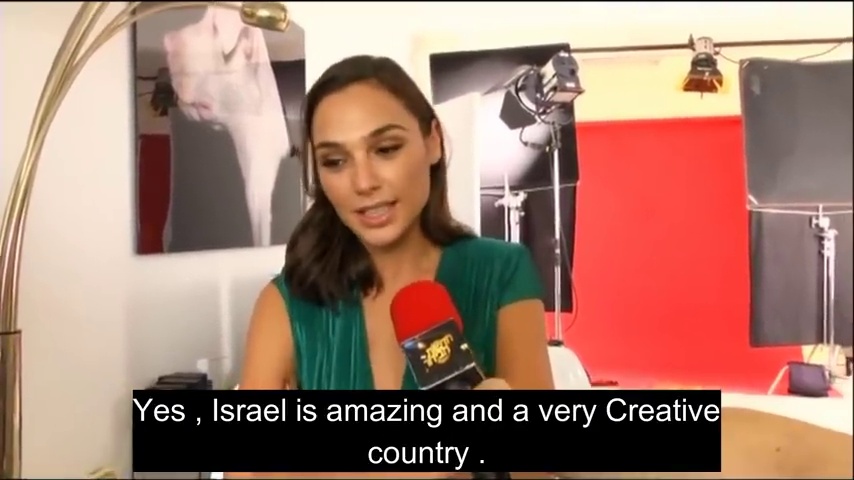 Yes , Israel is amazing and a very Creative
country .